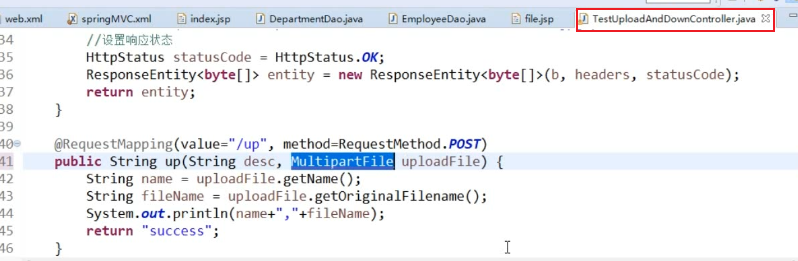 web.xml springMVC.xml index.jsp DepartmentDao.java EmployeeDao.java file.jsp TestUploadAndDownController.java
34 //设置响应状态
35 HttpStatus statusCode = HttpStatus.OK;
36 ResponseEntity<byte[]> entity = new ResponseEntity<byte[]>(b, headers, statusCode);
37 return entity;
38 }
39
40 @RequestMapping(value="/up", method=RequestMethod.POST)
41 public String up(String desc, MultipartFile uploadFile) {
42 String name = uploadFile.getName();
43 String fileName = uploadFile.getOriginalFilename();
44 System.out.println(name+","+fileName);
45 return "success";
46 }